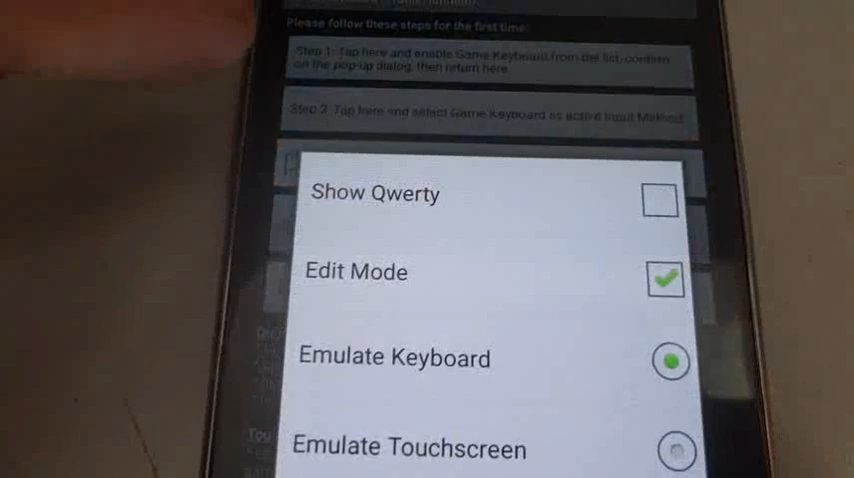 Please follow these steps for the first time:
Step 1: Tap here and enable Game Keyboard from the list, confirm
on the pop-up dialog, then return here.
Step 2: Tap here and select Game Keyboard as active Input Method.
Show Qwerty
Edit Mode
Emulate Keyboard
Emulate Touchscreen